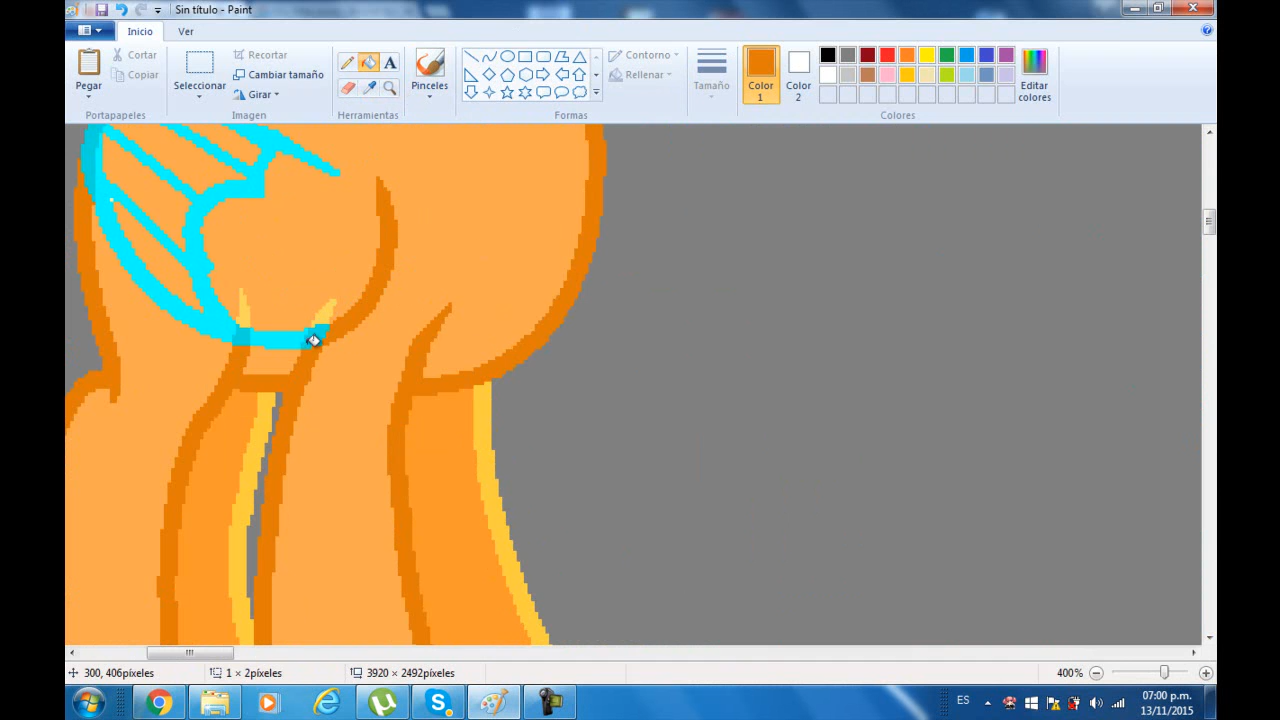 Sin título - Paint
Inicio
Ver
Pegar
Cortar
Copiar
Portapapeles
Seleccionar
Recortar
Cambiar tamaño
Girar
Imagen
A
Herramientas
Pinceles
Contorno
Rellenar
Formas
Tamaño
Color
1
Color
2
Editar
colores
Colores
300, 406píxeles
1 × 2píxeles
3920 × 2492píxeles
400%
ES
07:00 p.m.
13/11/2015